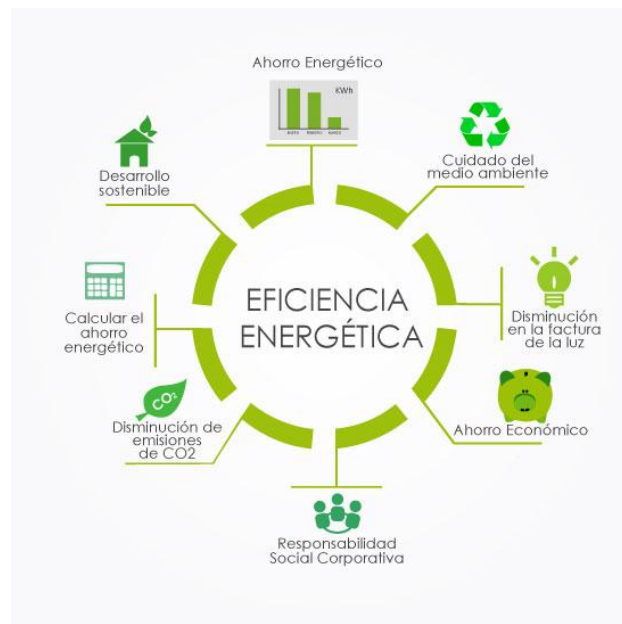 Ahorro Energético
KWh
Cuidado del
medio ambiente
Disminución
en la factura
de la luz
Ahorro Económico
Responsabilidad
Social Corporativa
CO2
Disminución de
emisiones
de CO2
Calcular el
ahorro
energético
Desarrollo
sostenible
EFICIENCIA
ENERGÉTICA